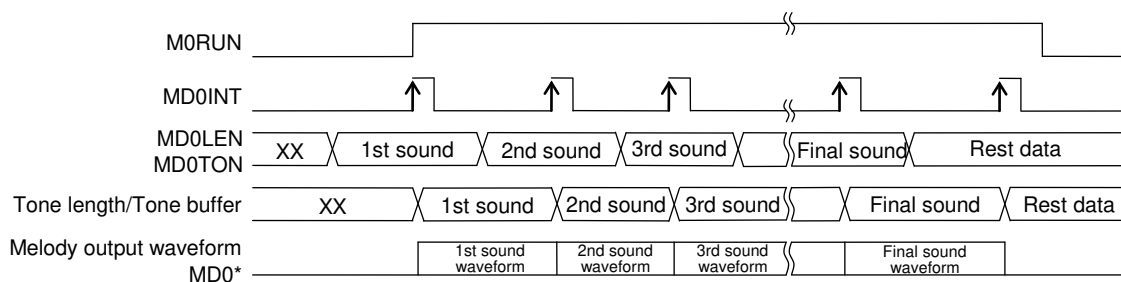 M0RUN
MD0INT
MD0LEN
MD0TON
XX
1st sound
2nd sound
3rd sound
Final sound
Rest data
Tone length/Tone buffer
XX
1st sound
2nd sound
3rd sound
Final sound
Rest data
Melody output waveform
MD0*
1st sound
waveform
2nd sound
waveform
3rd sound
waveform
Final sound
waveform